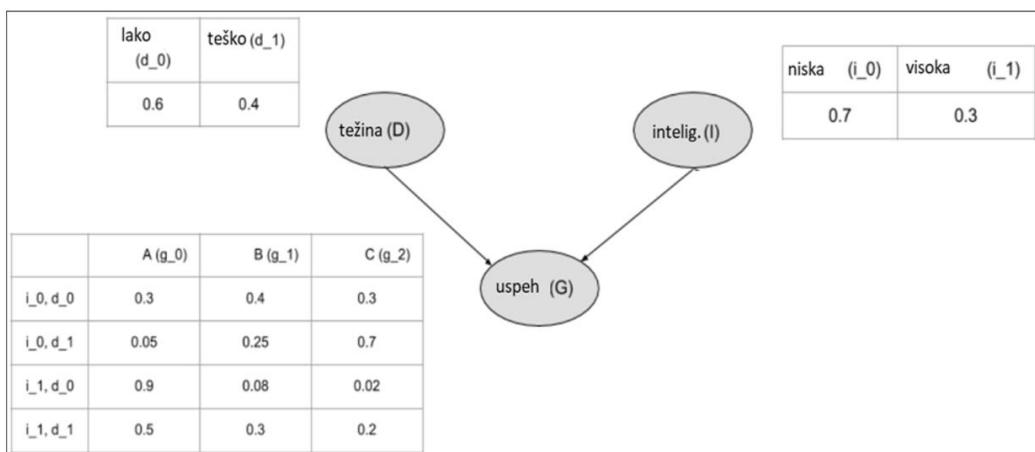 lako (d_0) teško (d_1)
0.6 0.4
niska (i_0) visoka (i_1)
0.7 0.3
težina (D)
intelig. (I)
uspeh (G)
A (g_0) B (g_1) C (g_2)
i_0, d_0 0.3 0.4 0.3
i_0, d_1 0.05 0.25 0.7
i_1, d_0 0.9 0.08 0.02
i_1, d_1 0.5 0.3 0.2